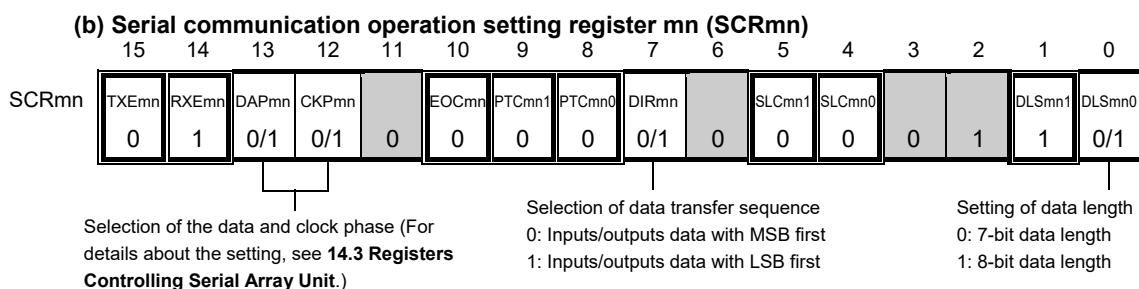 (b) Serial communication operation setting register mn (SCRmn)
15 14 13 12 11 10 9 8 7 6 5 4 3 2 1 0
SCRmn TXEmn RXEmn DAPmn CKPmn EOCmn PTCmn1 PTCmn0 DIRmn SLCmn1 SLCmn0 DLSmn1 DLSmn0
0 1 0/1 0/1 0 0 0 0 0/1 0 0 0 0 1 1 0/1
Selection of the data and clock phase (For
details about the setting, see 14.3 Registers
Controlling Serial Array Unit.)
Selection of data transfer sequence
0: Inputs/outputs data with MSB first
1: Inputs/outputs data with LSB first
Setting of data length
0: 7-bit data length
1: 8-bit data length